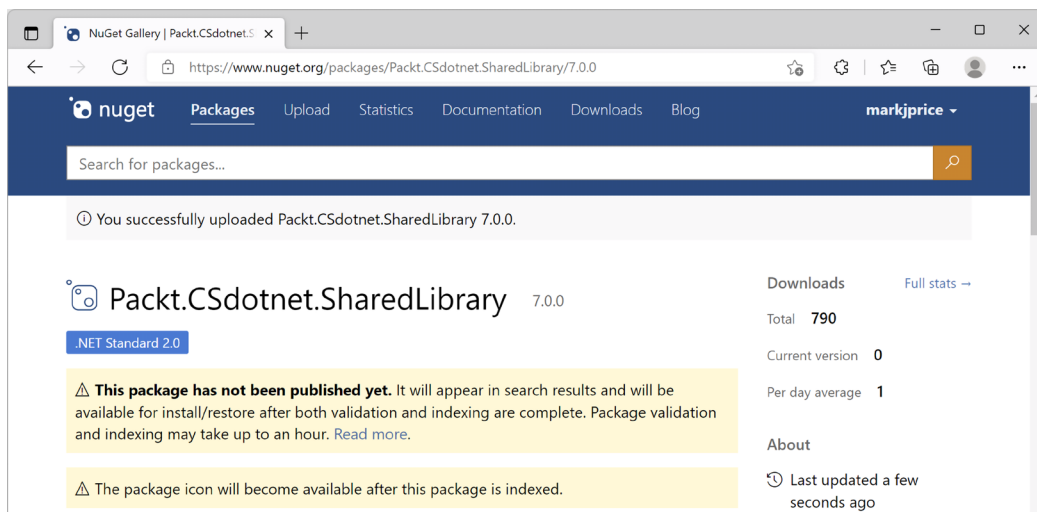 NuGet Gallery | Packt.CSdotnet.S
https://www.nuget.org/packages/Packt.CSdotnet.SharedLibrary/7.0.0
nuget Packages Upload Statistics Documentation Downloads Blog markjprice
Search for packages...
You successfully uploaded Packt.CSdotnet.SharedLibrary 7.0.0.
Packt.CSdotnet.SharedLibrary 7.0.0
.NET Standard 2.0
This package has not been published yet. It will appear in search results and will be
available for install/restore after both validation and indexing are complete. Package validation
and indexing may take up to an hour. Read more.
The package icon will become available after this package is indexed.
Downloads Full stats →
Total 790
Current version 0
Per day average 1
About
Last updated a few
seconds ago